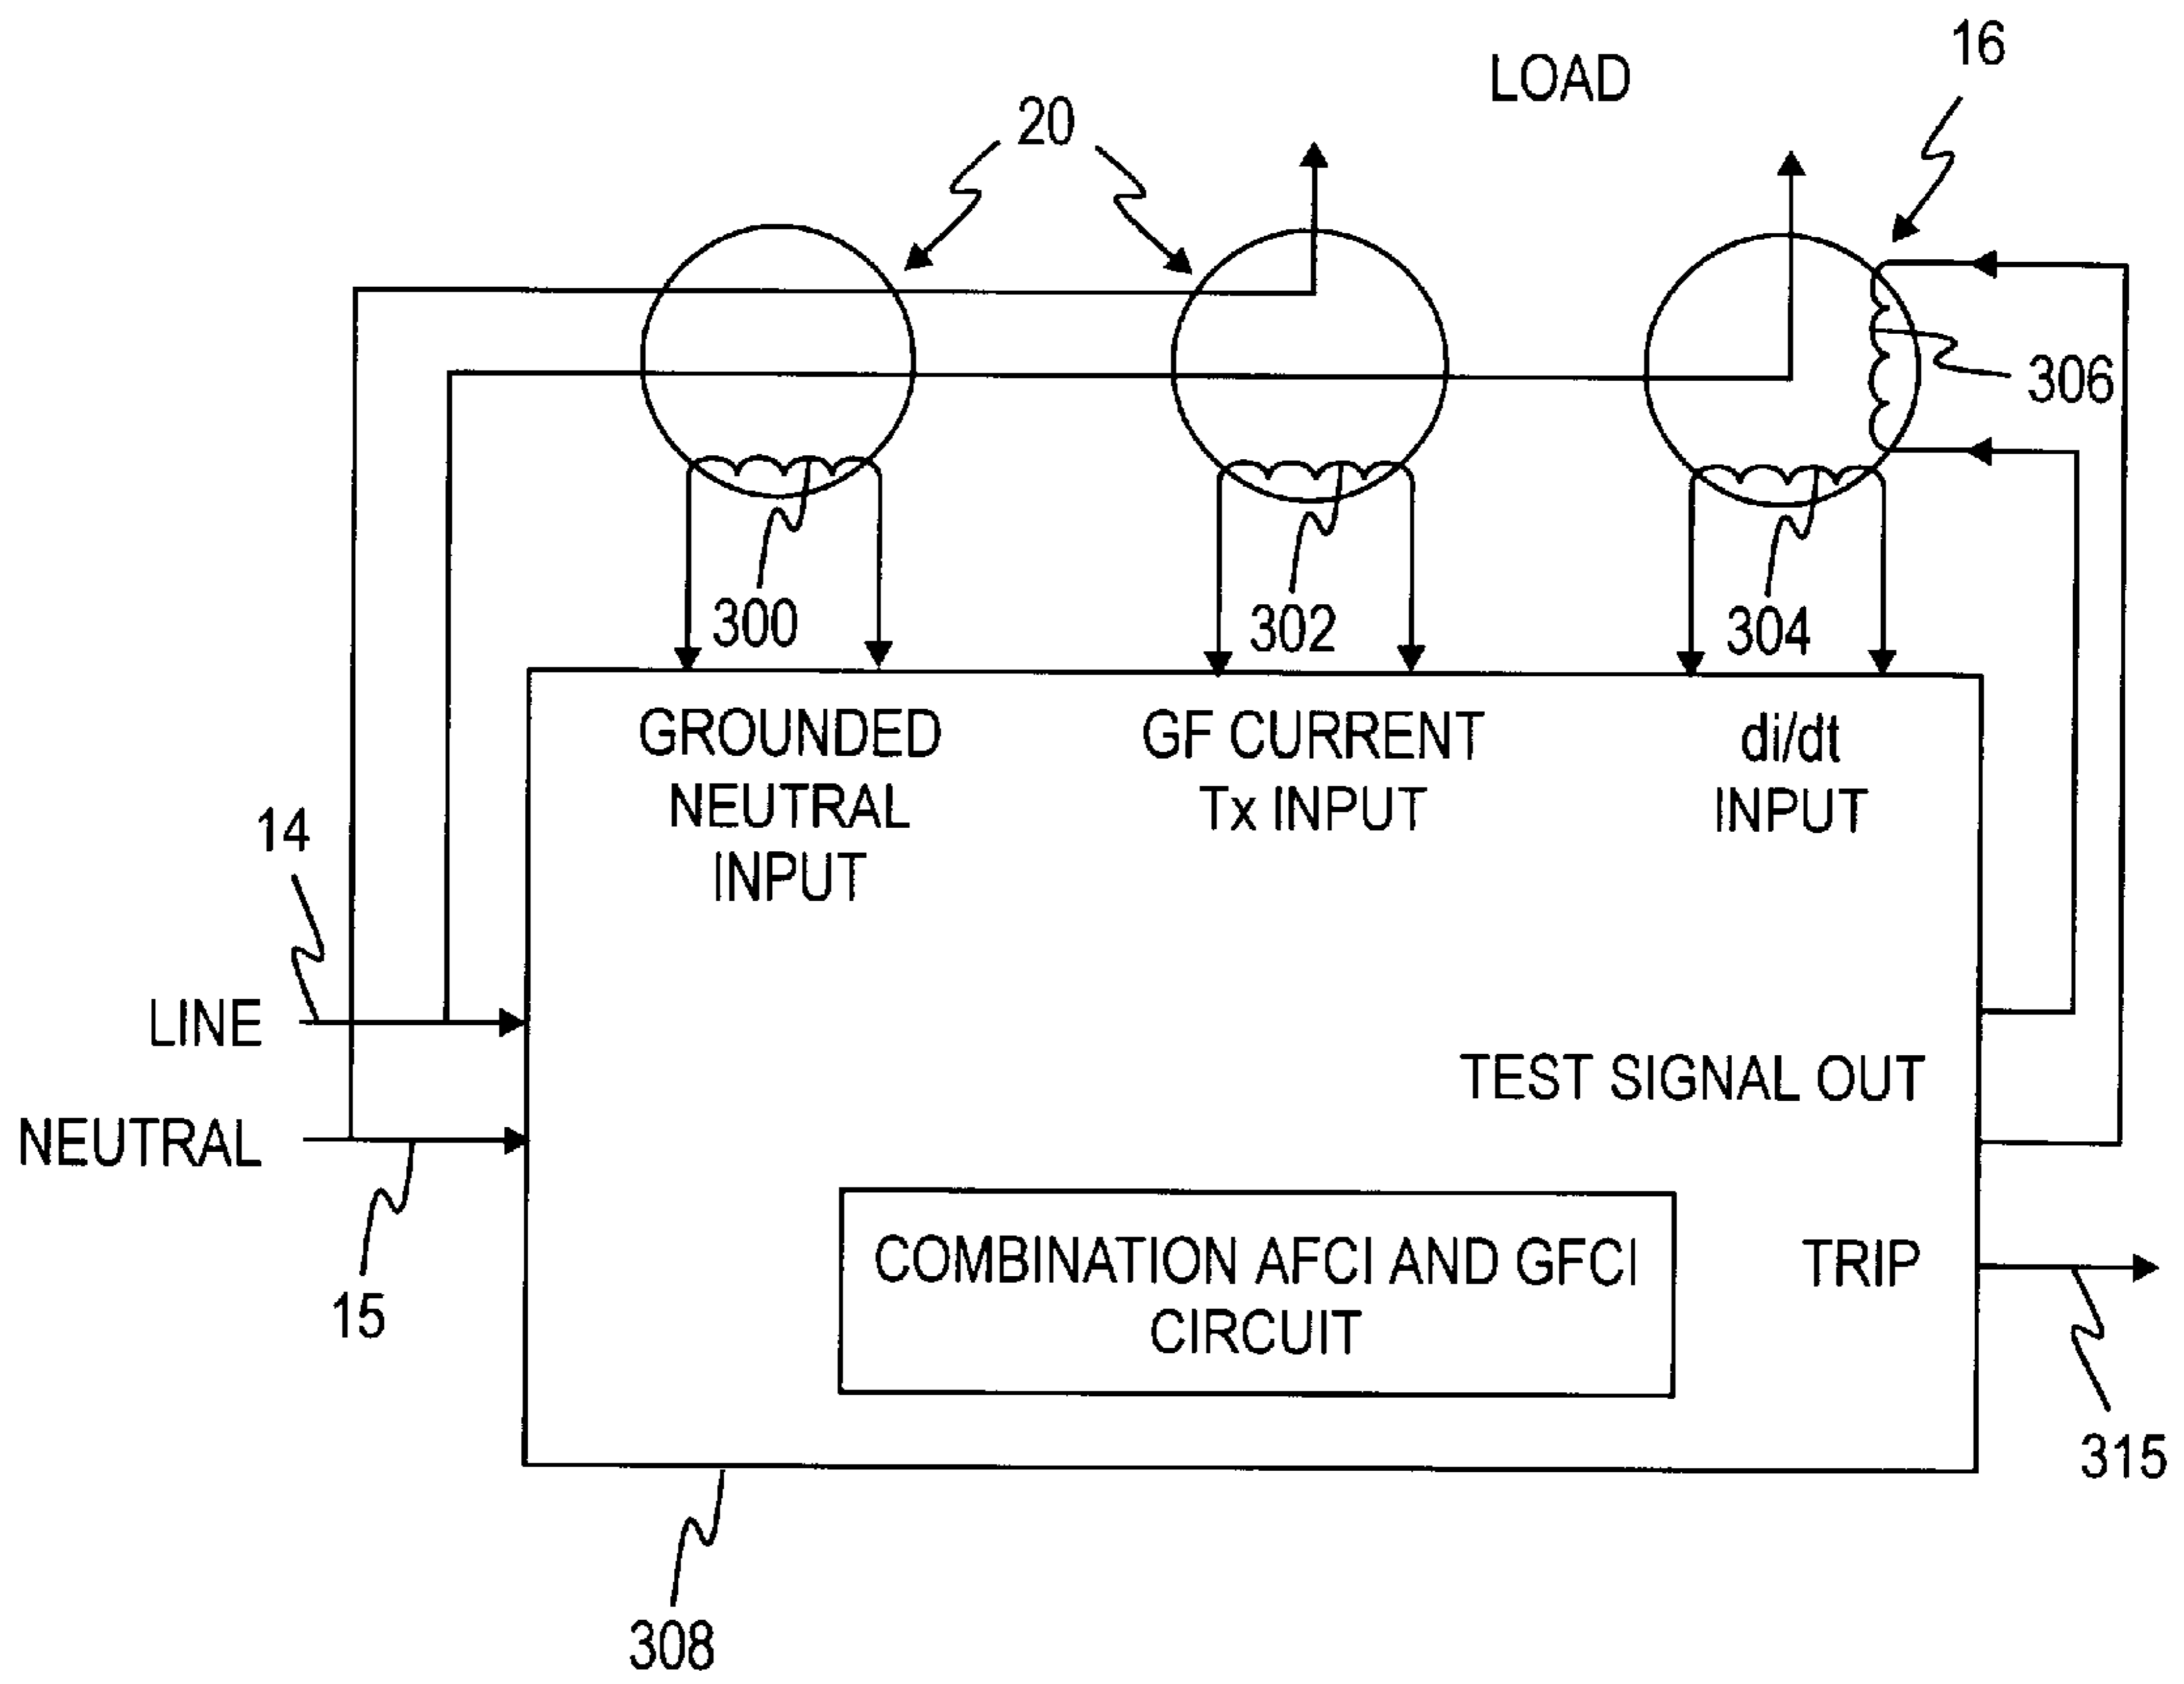 16
LOAD
20
306
300
302
304
GROUNDED
NEUTRAL
INPUT
GF CURRENT
Tx INPUT
di/dt
INPUT
14
LINE
TEST SIGNAL OUT
NEUTRAL
COMBINATION AFCI AND GFCI
CIRCUIT
TRIP
15
315
308